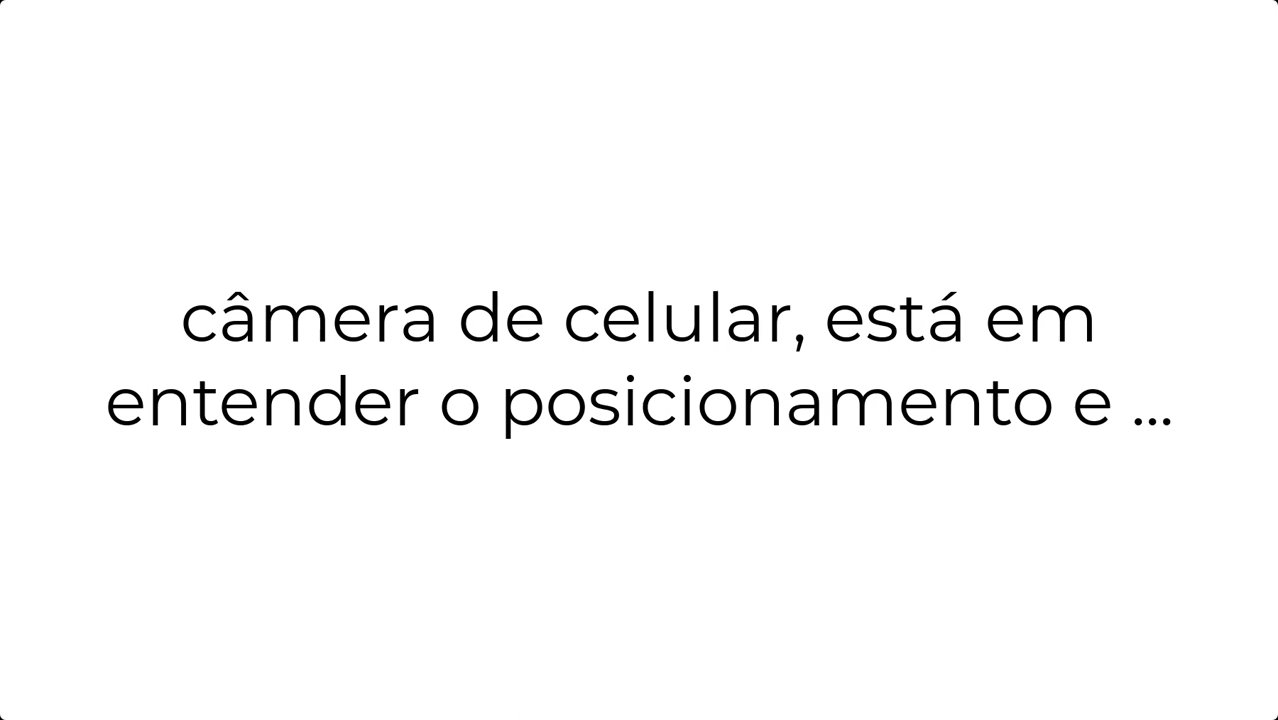 câmera de celular, está em
entender o posicionamento e ...